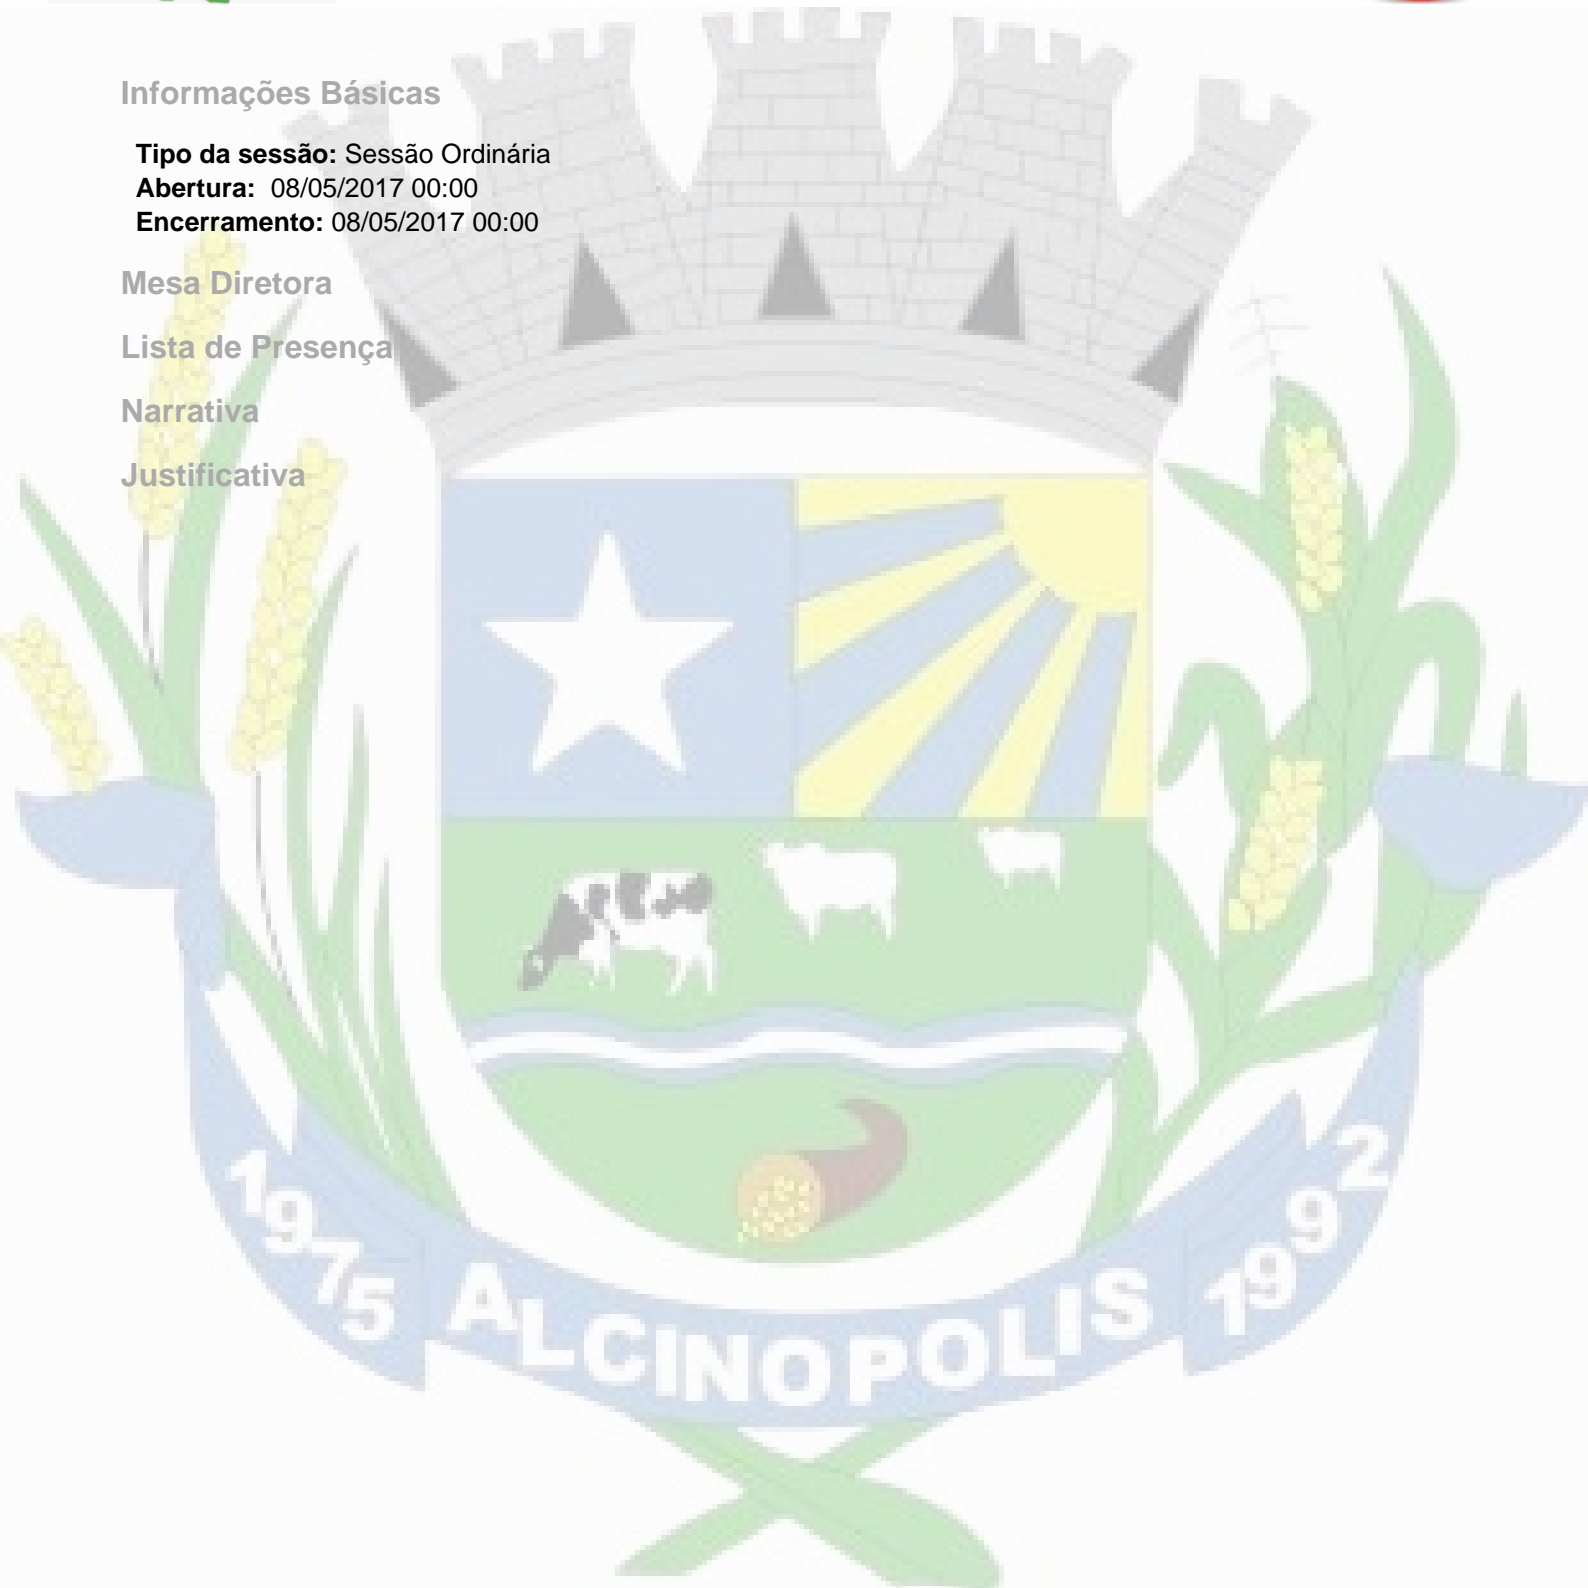 Informações Básicas
Tipo da sessão: Sessão Ordinária
Abertura: 08/05/2017 00:00
Encerramento: 08/05/2017 00:00
Mesa Diretora
Lista de Presença
Narrativa
Justificativa
1975 ALCINOPOLIS 1992